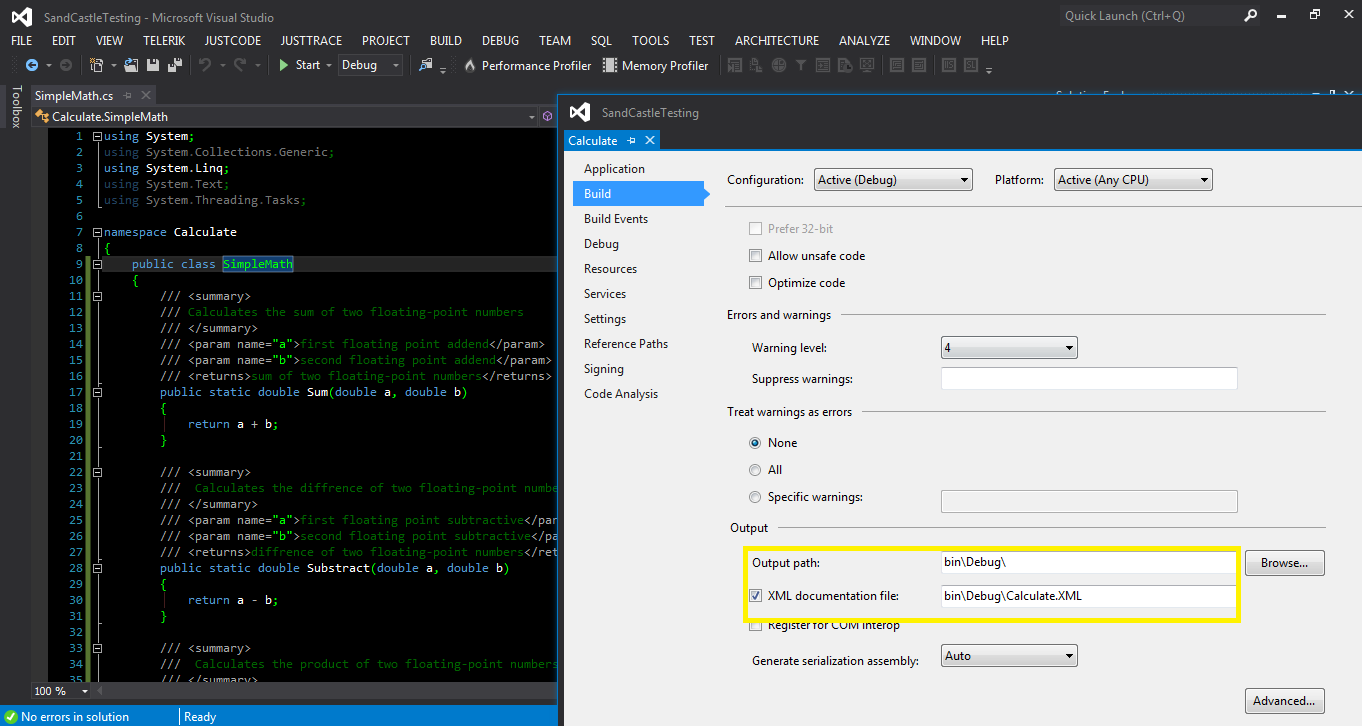 SandCastleTesting - Microsoft Visual Studio
Quick Launch (Ctrl+Q)
FILE EDIT VIEW TELERIK JUSTCODE JUSTTRACE PROJECT BUILD DEBUG TEAM SQL TOOLS TEST ARCHITECTURE ANALYZE WINDOW HELP
Start Debug Performance Profiler Memory Profiler
Toolbox
SimpleMath.cs
Calculate.SimpleMath
1 using System;
2 using System.Collections.Generic;
3 using System.Linq;
4 using System.Text;
5 using System.Threading.Tasks;
6
7 namespace Calculate
8 {
9 public class SimpleMath
10 {
11 /// <summary>
12 /// Calculates the sum of two floating-point numbers
13 /// </summary>
14 /// <param name="a">first floating point addend</param>
15 /// <param name="b">second floating point addend</param>
16 /// <returns>sum of two floating-point numbers</returns>
17 public static double Sum(double a, double b)
18 {
19 return a + b;
20 }
21
22 /// <summary>
23 /// Calculates the diffrence of two floating-point numbe
24 /// </summary>
25 /// <param name="a">first floating point subtractive</par
26 /// <param name="b">second floating point subtractive</pa
27 /// <returns>diffrence of two floating-point numbers</ret
28 public static double Substract(double a, double b)
29 {
30 return a - b;
31 }
32
33 /// <summary>
34 /// Calculates the product of two floating-point numbers
35 /// </summary>
100 %
No errors in solution
Ready
SandCastleTesting
Calculate
Application
Build
Build Events
Debug
Resources
Services
Settings
Reference Paths
Signing
Code Analysis
Configuration: Active (Debug) Platform: Active (Any CPU)
Prefer 32-bit
Allow unsafe code
Optimize code
Errors and warnings
Warning level: 4
Suppress warnings:
Treat warnings as errors
None
All
Specific warnings:
Output
Output path: bin\Debug\ Browse...
XML documentation file: bin\Debug\Calculate.XML
Register for COM interop
Generate serialization assembly: Auto
Advanced...